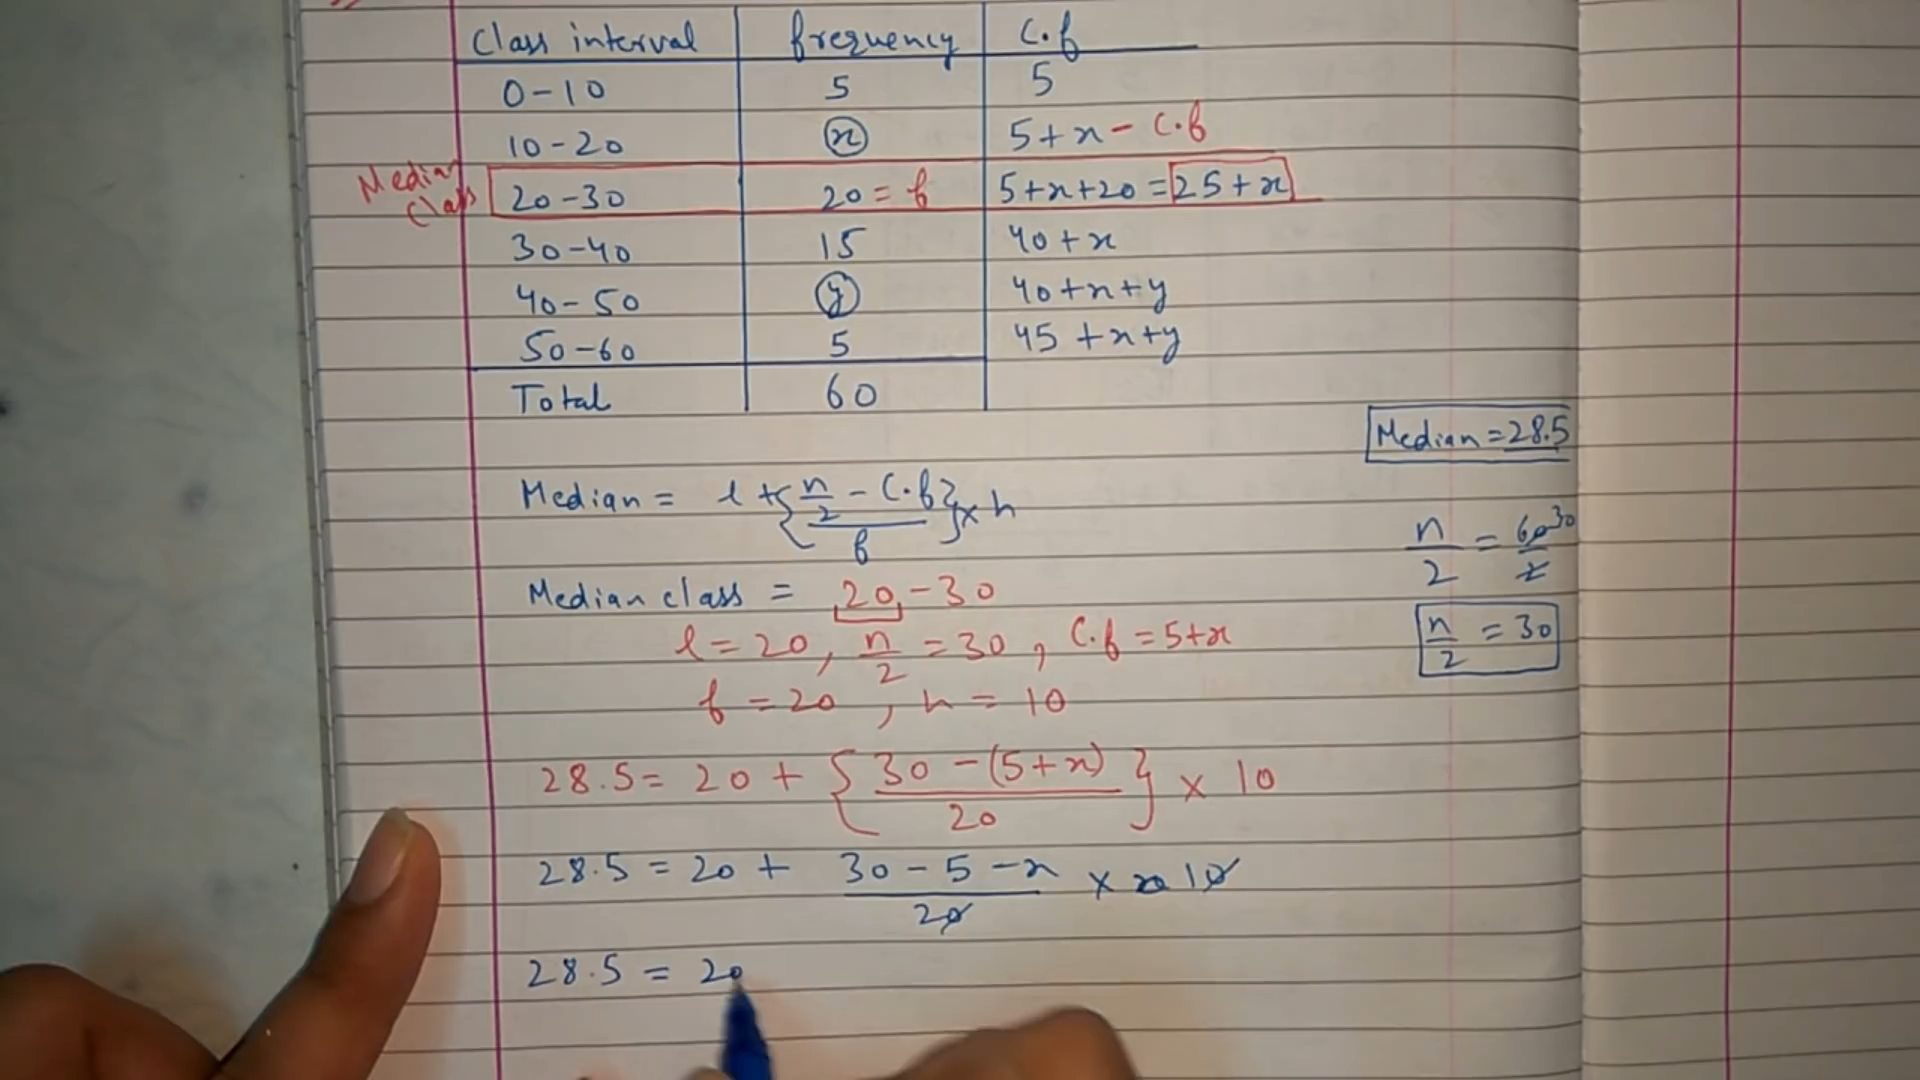 Class interval frequency C.f
0-10 5 5
10-20 x 5+x - C.f
Median Class 20-30 20 = f 5+x+20 = 25+x
30-40 15 40+x
40-50 y 40+x+y
50-60 5 45+x+y
Total 60
Median = 28.5
Median = l + { n/2 - C.f / f } × h
n/2 = 60/2 30
Median class = 20-30
l = 20, n/2 = 30, C.f = 5+x
n/2 = 30
f = 20, h = 10
28.5 = 20 + { 30 - (5+x) / 20 } × 10
28.5 = 20 + 30 - 5 - x / 20 × 10
28.5 = 20